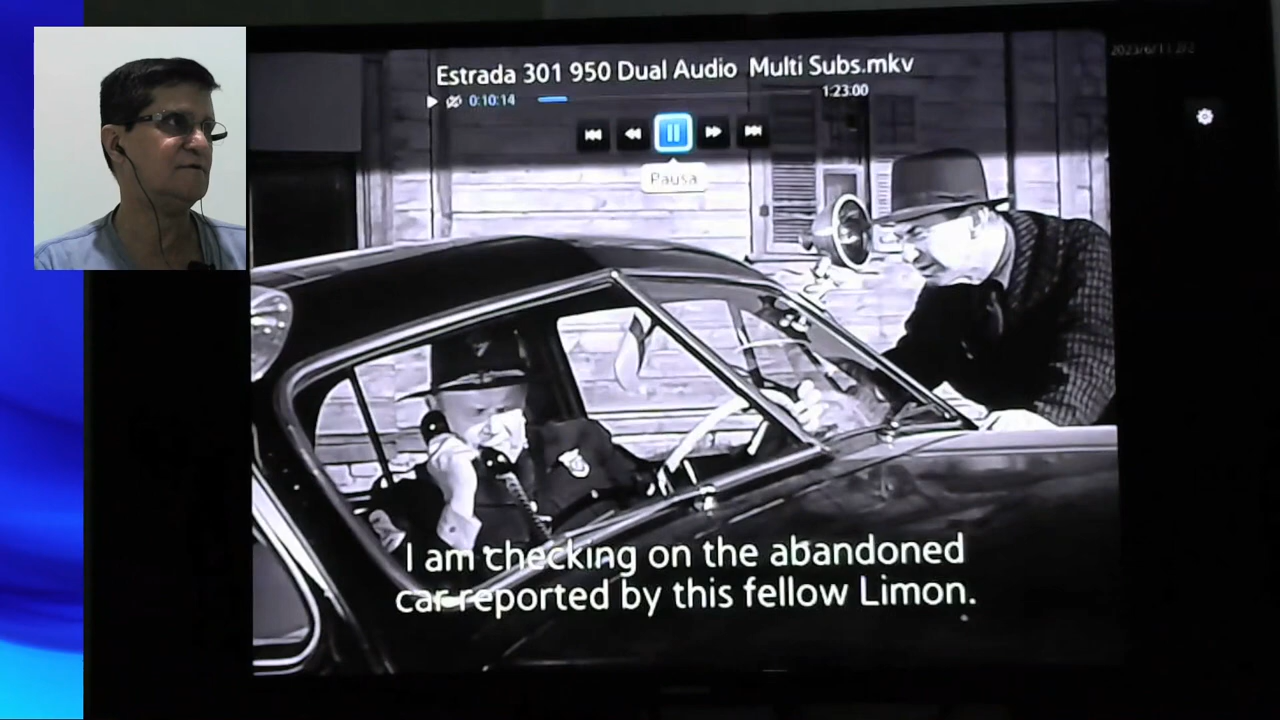 Estrada 301 950 Dual Audio Multi Subs.mkv
0:10:14
1:23:00
Pausa
I am checking on the abandoned
car reported by this fellow Limon.